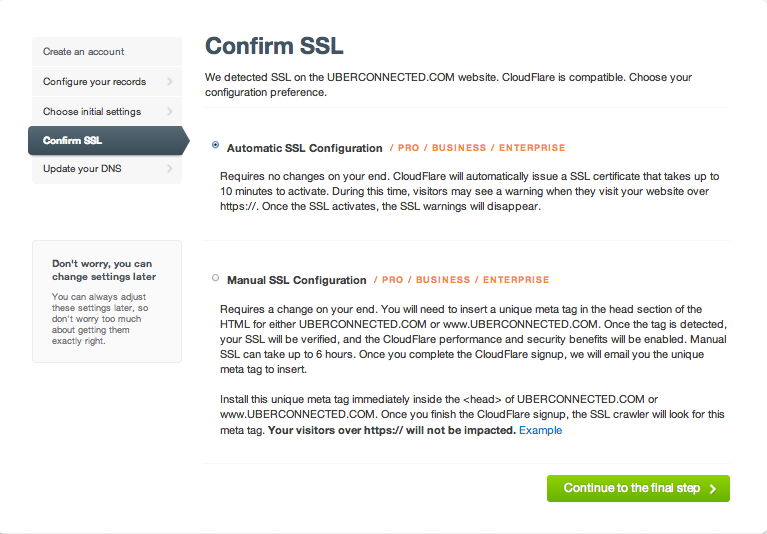 Create an account
Configure your records
Choose initial settings
Confirm SSL
Update your DNS
Don't worry, you can
change settings later
You can always adjust
these settings later, so
don't worry too much
about getting them
exactly right.
Confirm SSL
We detected SSL on the UBERCONNECTED.COM website. CloudFlare is compatible. Choose your
configuration preference.
Automatic SSL Configuration / PRO / BUSINESS / ENTERPRISE
Requires no changes on your end. CloudFlare will automatically issue a SSL certificate that takes up to
10 minutes to activate. During this time, visitors may see a warning when they visit your website over
https://. Once the SSL activates, the SSL warnings will disappear.
Manual SSL Configuration / PRO / BUSINESS / ENTERPRISE
Requires a change on your end. You will need to insert a unique meta tag in the head section of the
HTML for either UBERCONNECTED.COM or www.UBERCONNECTED.COM. Once the tag is detected,
your SSL will be verified, and the CloudFlare performance and security benefits will be enabled. Manual
SSL can take up to 6 hours. Once you complete the CloudFlare signup, we will email you the unique
meta tag to insert.
Install this unique meta tag immediately inside the <head> of UBERCONNECTED.COM or
www.UBERCONNECTED.COM. Once you finish the CloudFlare signup, the SSL crawler will look for this
meta tag. Your visitors over https:// will not be impacted. Example
Continue to the final step